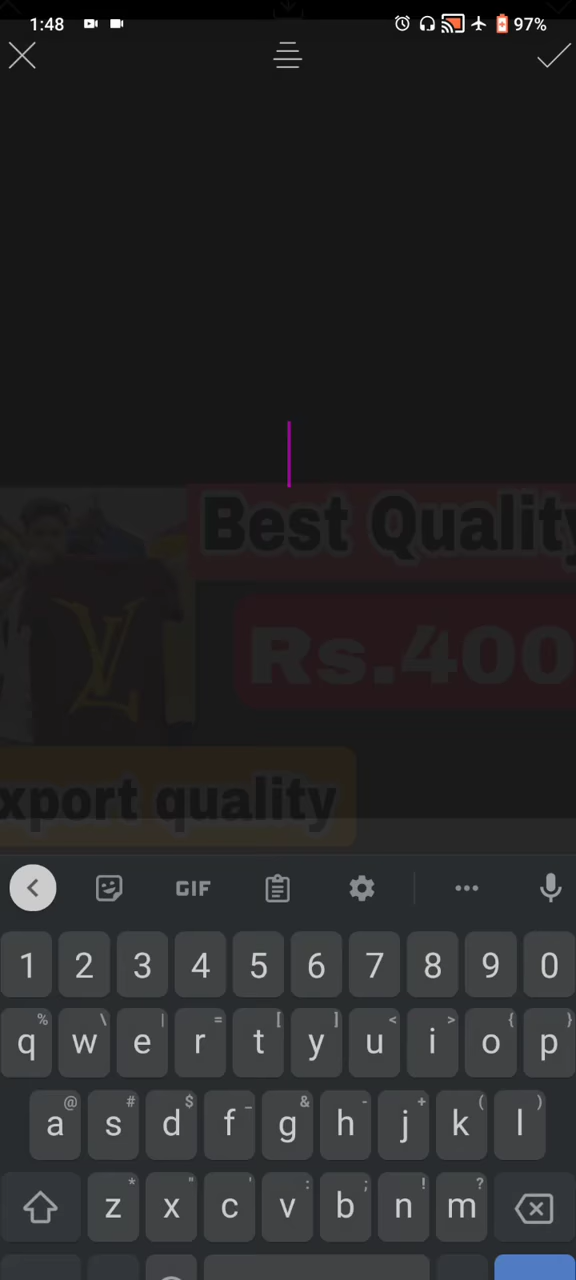 1:48 97%
Best Quality
Rs.400
xport quality
GIF
1 2 3 4 5 6 7 8 9 0
% \ | = [ ] < > { }
q w e r t y u i o p
@ # $ _ & - + ( )
a s d f g h j k l
* " ' : ; ! ?
z x c v b n m